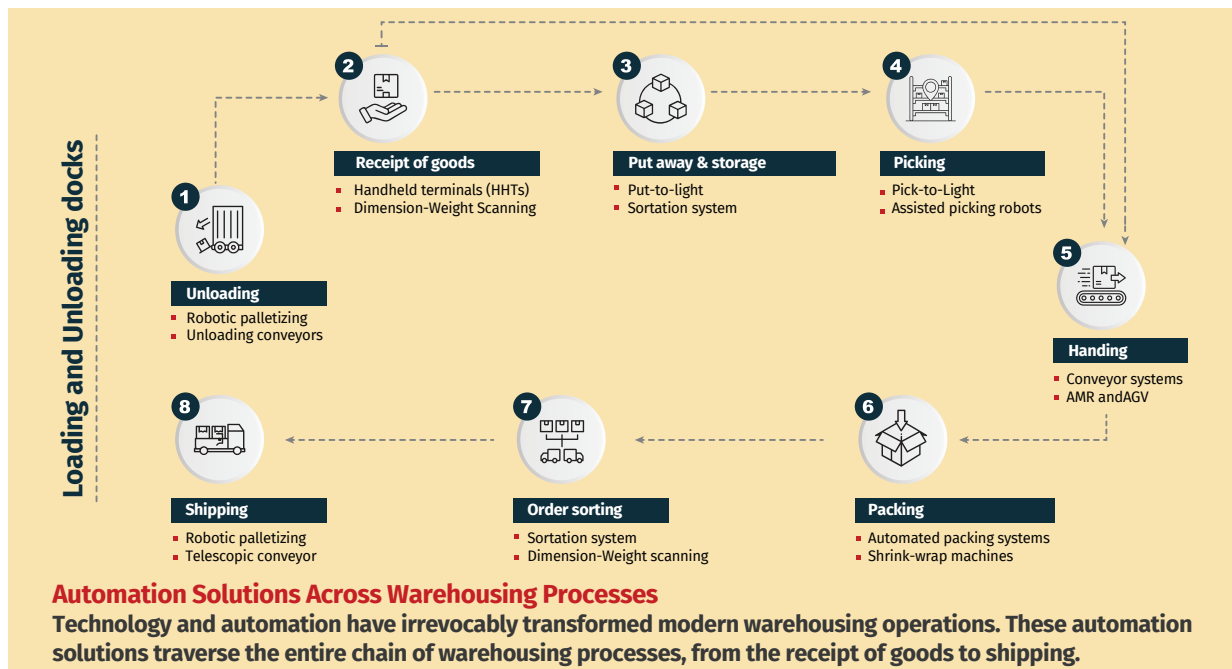 Loading and Unloading docks
1
Unloading
Robotic palletizing
Unloading conveyors
2
Receipt of goods
Handheld terminals (HHTs)
Dimension-Weight Scanning
3
Put away & storage
Put-to-light
Sortation system
4
Picking
Pick-to-Light
Assisted picking robots
5
Handing
Conveyor systems
AMR andAGV
6
Packing
Automated packing systems
Shrink-wrap machines
7
Order sorting
Sortation system
Dimension-Weight scanning
8
Shipping
Robotic palletizing
Telescopic conveyor
Automation Solutions Across Warehousing Processes
Technology and automation have irrevocably transformed modern warehousing operations. These automation
solutions traverse the entire chain of warehousing processes, from the receipt of goods to shipping.